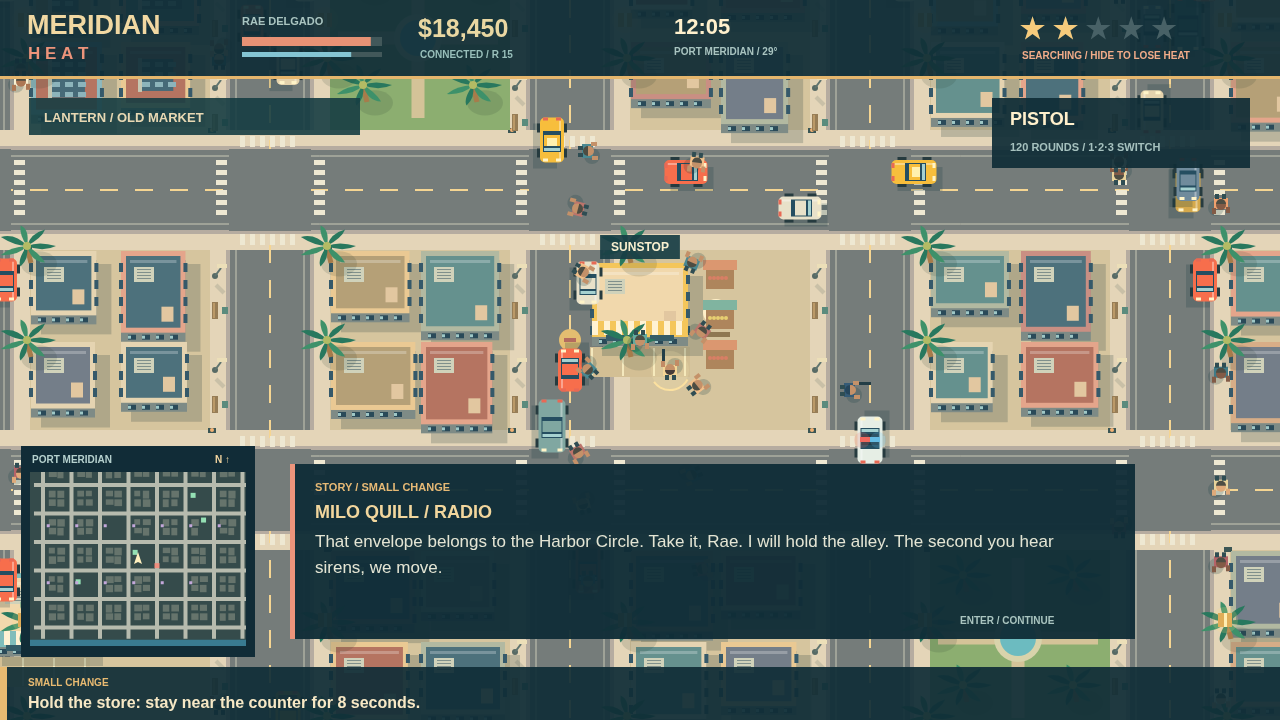 MERIDIAN
HEAT
RAE DELGADO
$18,450
CONNECTED / R 15
12:05
PORT MERIDIAN / 29°
SEARCHING / HIDE TO LOSE HEAT
LANTERN / OLD MARKET
PISTOL
120 ROUNDS / 1·2·3 SWITCH
SUNSTOP
PORT MERIDIAN
N ↑
STORY / SMALL CHANGE
MILO QUILL / RADIO
That envelope belongs to the Harbor Circle. Take it, Rae. I will hold the alley. The second you hear
sirens, we move.
ENTER / CONTINUE
SMALL CHANGE
Hold the store: stay near the counter for 8 seconds.